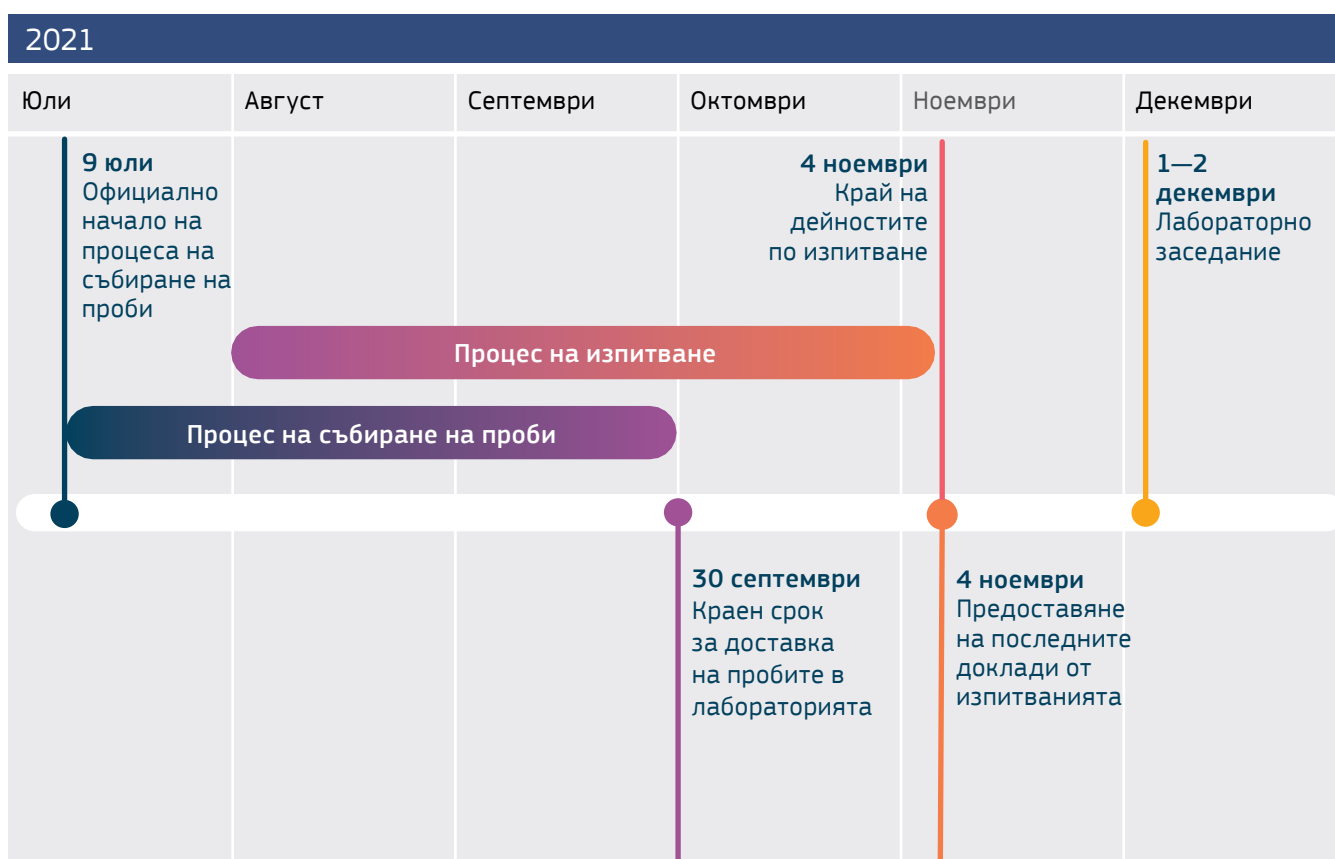 2021
Юли
Август
Септември
Октомври
Ноември
Декември
9 юли
Официално
начало на
процеса на
събиране на
проби
4 ноември
Край на
дейностите
по изпитване
1—2
декември
Лабораторно
заседание
Процес на изпитване
Процес на събиране на проби
30 септември
Краен срок
за доставка
на пробите в
лабораторията
4 ноември
Предоставяне
на последните
доклади от
изпитванията